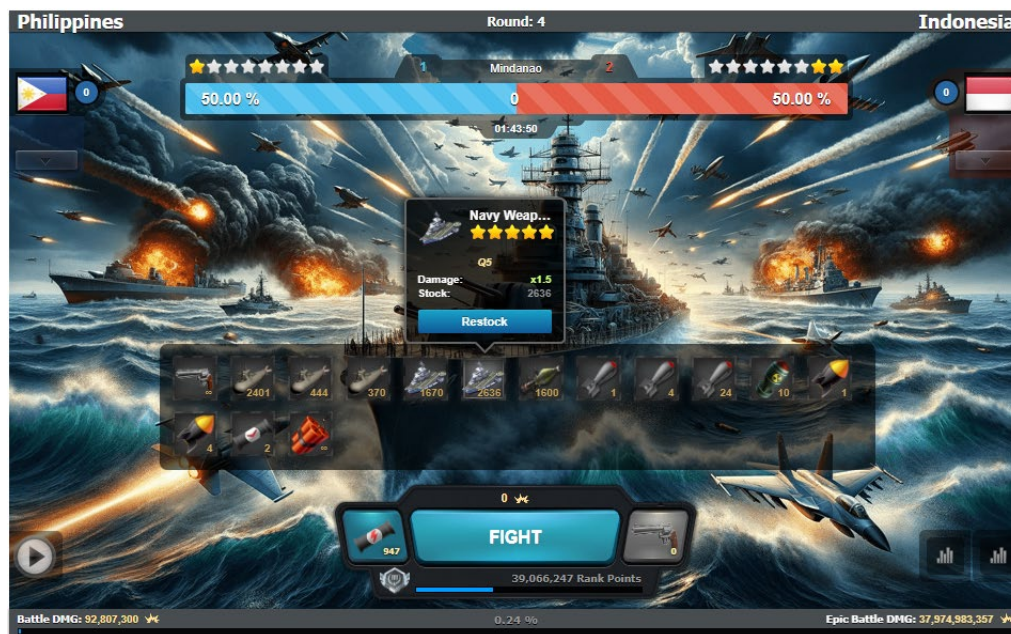 Philippines
Round: 4
Indonesia
1
Mindanao
2
0
0
50.00 %
0
50.00 %
01:43:50
Navy Weap...
Q5
Damage: x1.5
Stock: 2636
Restock
∞
2401
444
370
1670
2636
1600
1
4
24
10
1
4
2
∞
0
947
FIGHT
0
39,066,247 Rank Points
Battle DMG: 92,807,300
0.24 %
Epic Battle DMG: 37,974,983,357